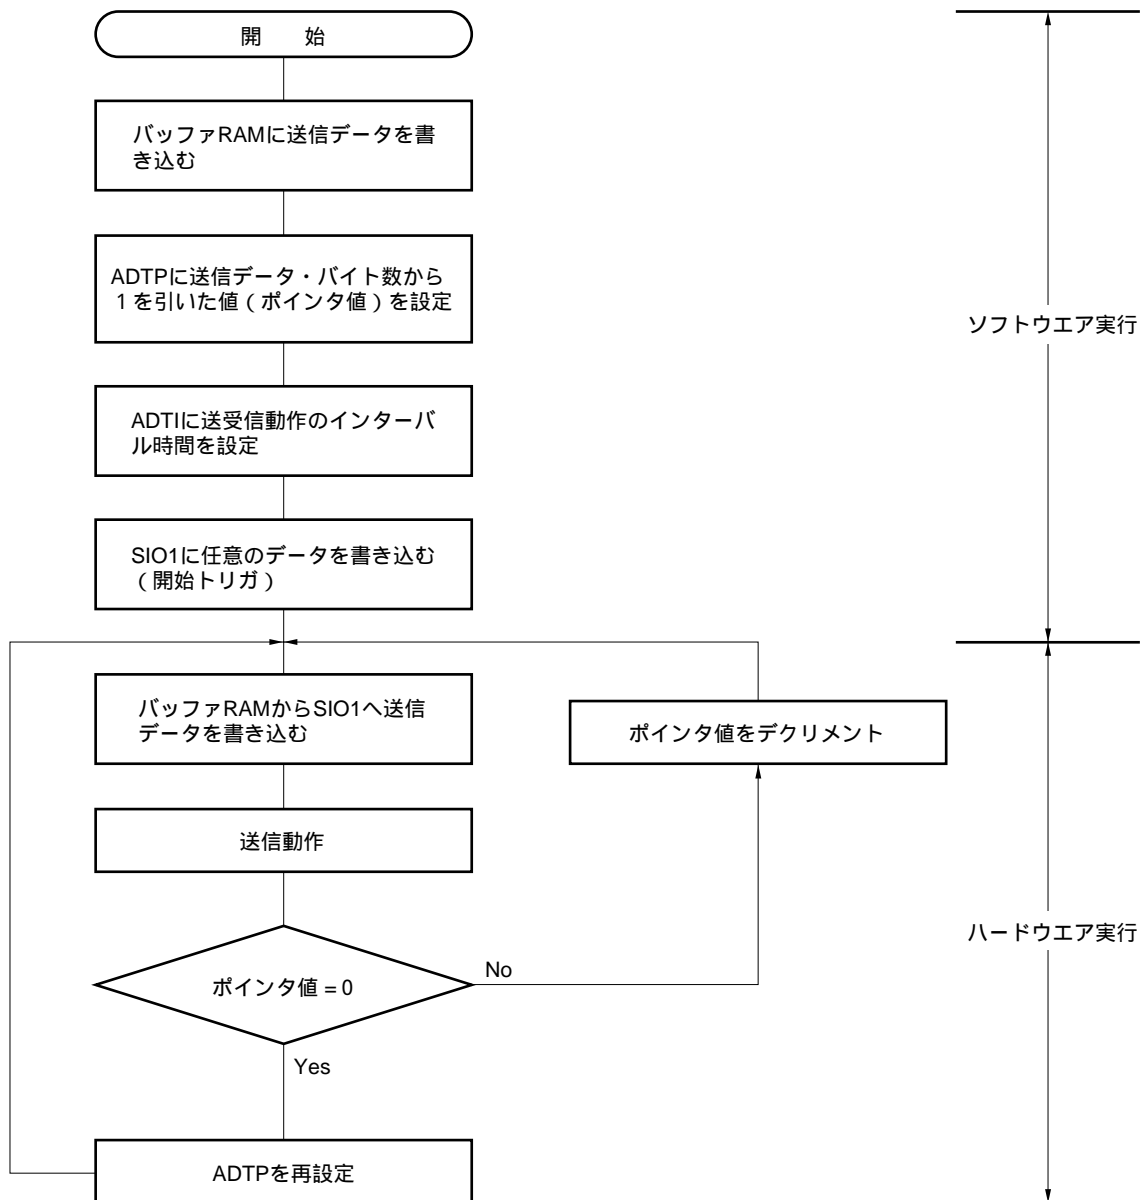 開　　始
バッファRAMに送信データを書
き込む
ADTPに送信データ・バイト数から
１を引いた値（ポインタ値）を設定
ソフトウエア実行
ADTIに送受信動作のインターバ
ル時間を設定
SIO1に任意のデータを書き込む
（開始トリガ）
バッファRAMからSIO1へ送信
データを書き込む
ポインタ値をデクリメント
送信動作
ハードウエア実行
ポインタ値 = 0
No
Yes
ADTPを再設定